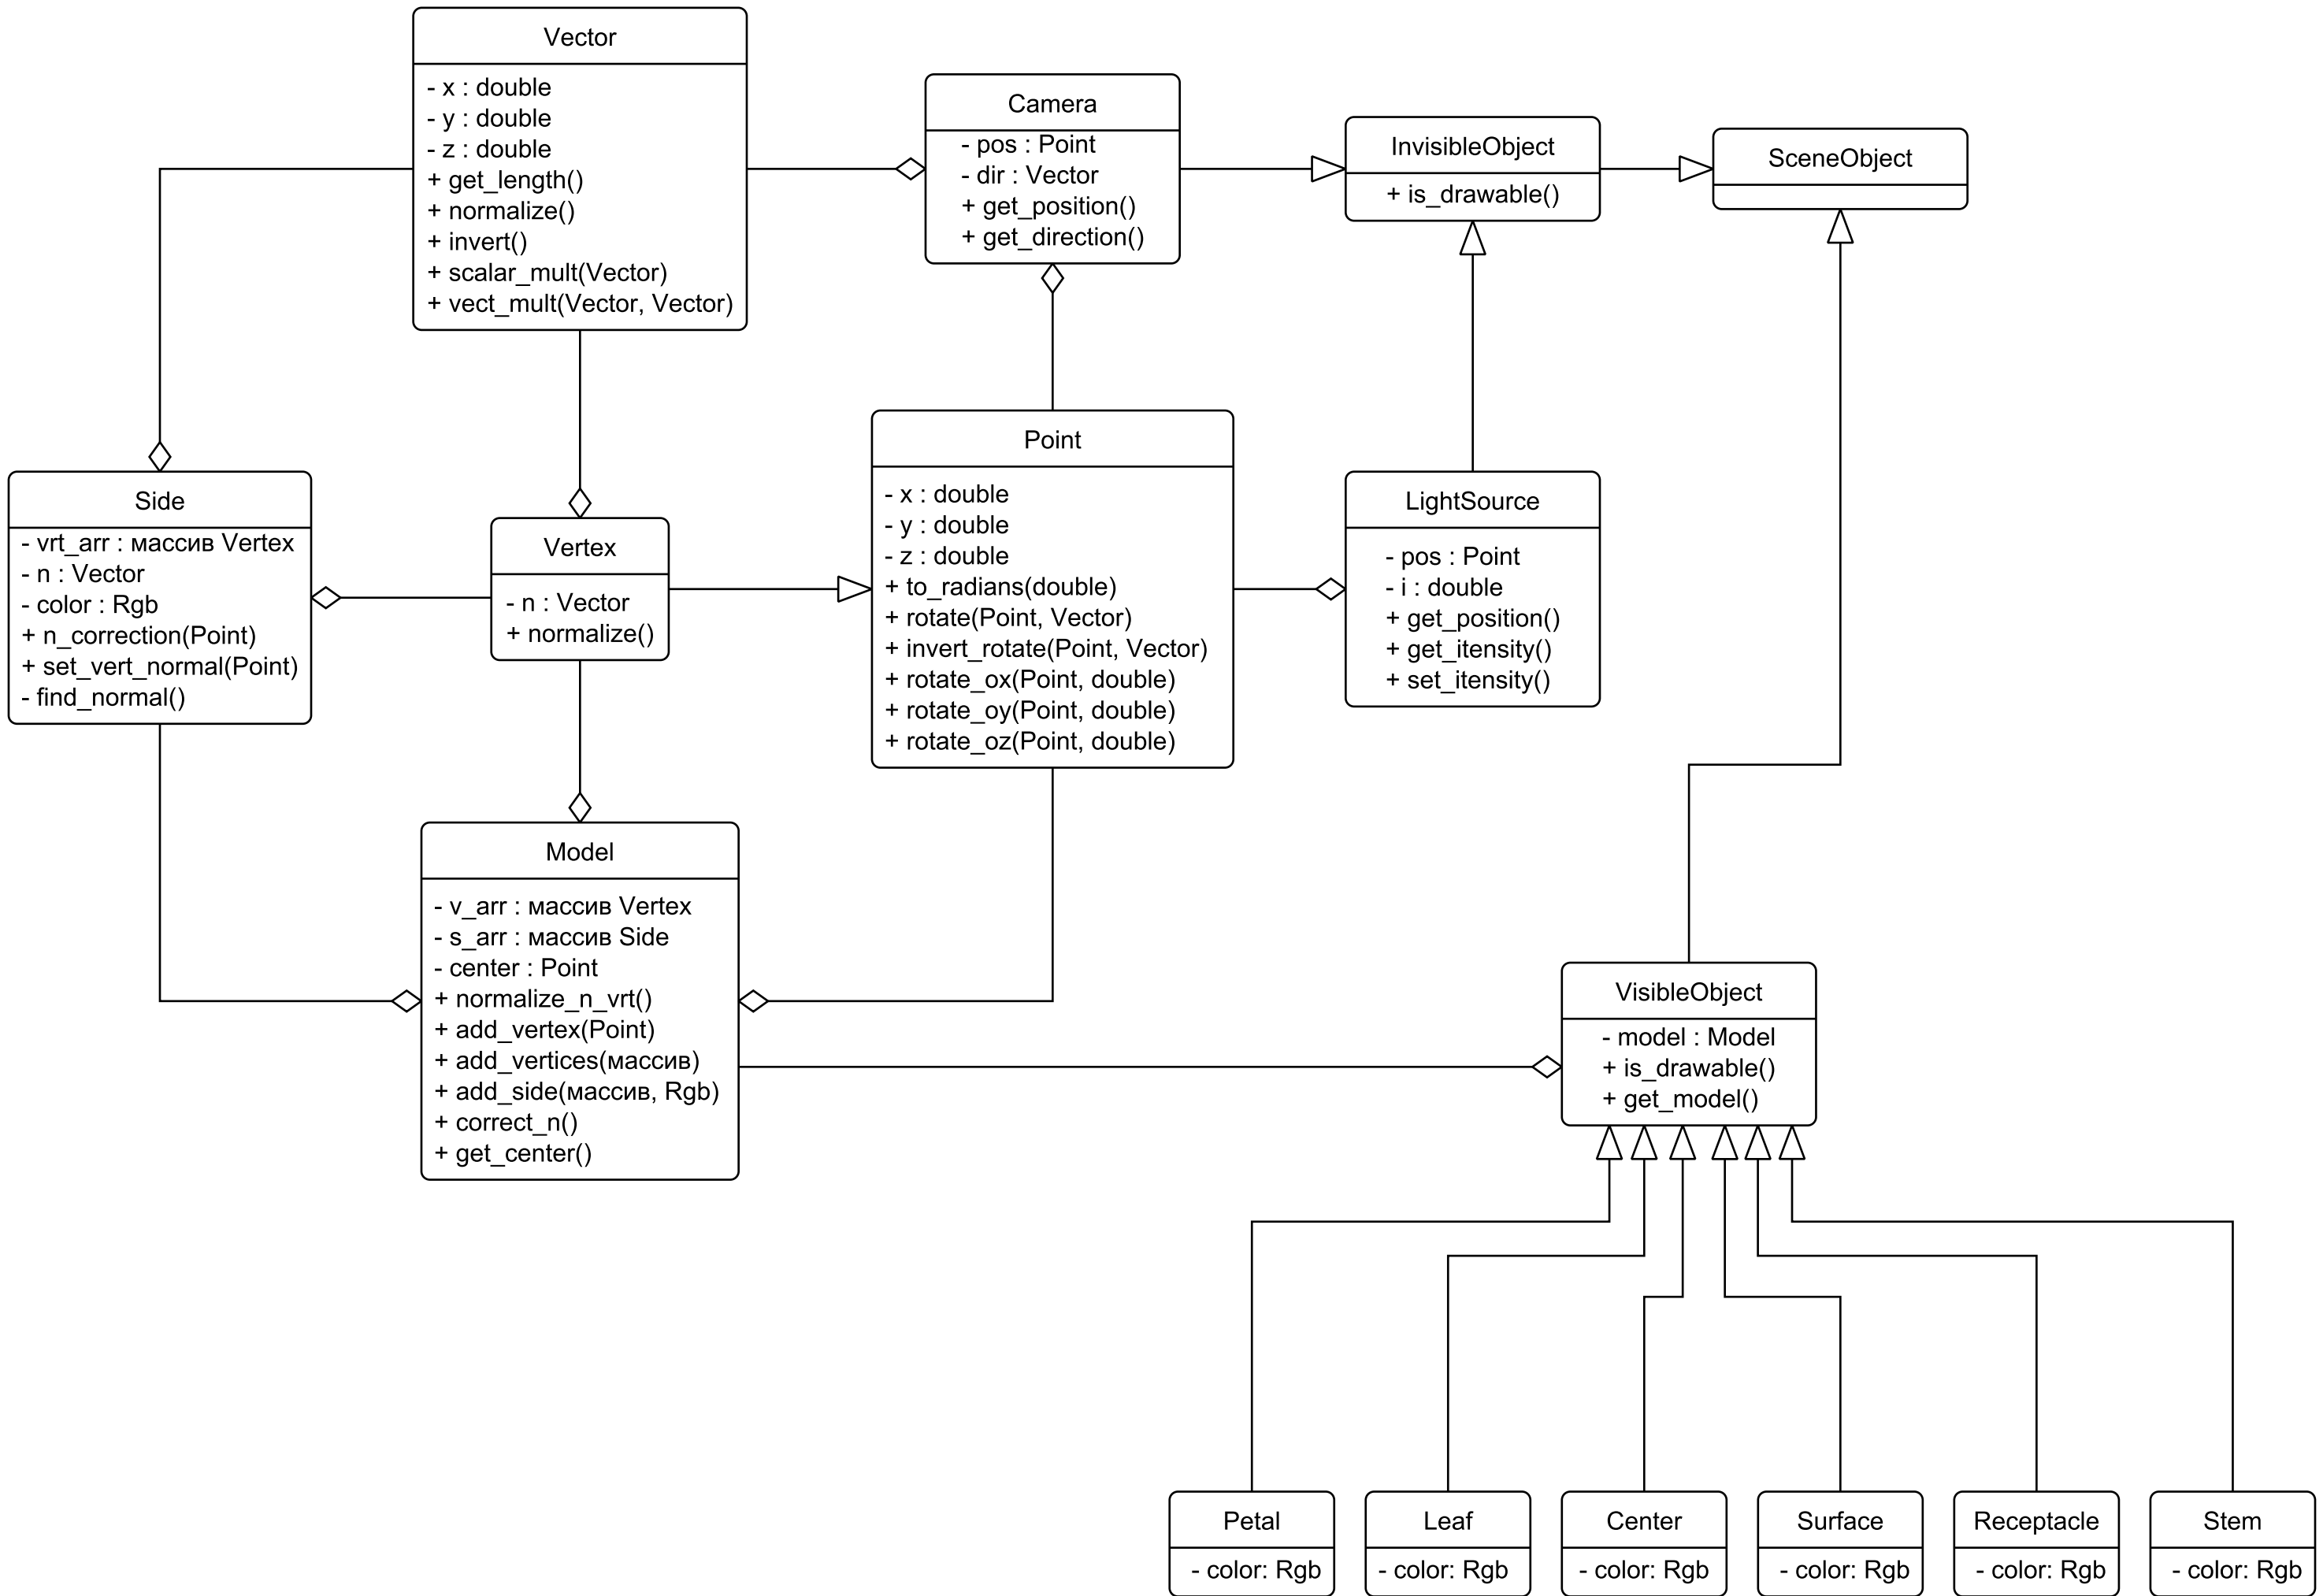 Vector
- x : double
- y : double
- z : double
+ get_length()
+ normalize()
+ invert()
+ scalar_mult(Vector)
+ vect_mult(Vector, Vector)
Camera
- pos : Point
- dir : Vector
+ get_position()
+ get_direction()
InvisibleObject
+ is_drawable()
SceneObject
Side
- vrt_arr : массив Vertex
- n : Vector
- color : Rgb
+ n_correction(Point)
+ set_vert_normal(Point)
- find_normal()
Vertex
- n : Vector
+ normalize()
Point
- x : double
- y : double
- z : double
+ to_radians(double)
+ rotate(Point, Vector)
+ invert_rotate(Point, Vector)
+ rotate_ox(Point, double)
+ rotate_oy(Point, double)
+ rotate_oz(Point, double)
LightSource
- pos : Point
- i : double
+ get_position()
+ get_itensity()
+ set_itensity()
Model
- v_arr : массив Vertex
- s_arr : массив Side
- center : Point
+ normalize_n_vrt()
+ add_vertex(Point)
+ add_vertices(массив)
+ add_side(массив, Rgb)
+ correct_n()
+ get_center()
VisibleObject
- model : Model
+ is_drawable()
+ get_model()
Petal
- color: Rgb
Leaf
- color: Rgb
Center
- color: Rgb
Surface
- color: Rgb
Receptacle
- color: Rgb
Stem
- color: Rgb